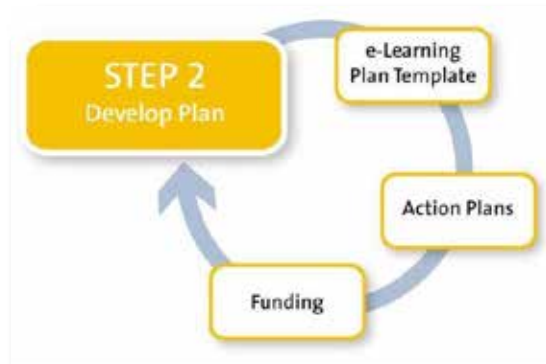 STEP 2
Develop Plan
e-Learning
Plan Template
Action Plans
Funding